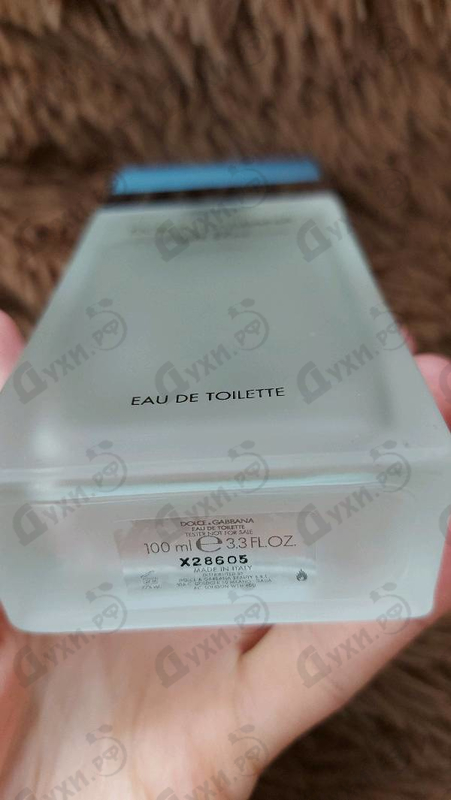 EAU DE TOILETTE
DOLCE & GABBANA
EAU DE TOILETTE
TESTER NOT FOR SALE
100 ml ℮ 3.3 FL.OZ.
X28605
MADE IN ITALY
Духи.рф